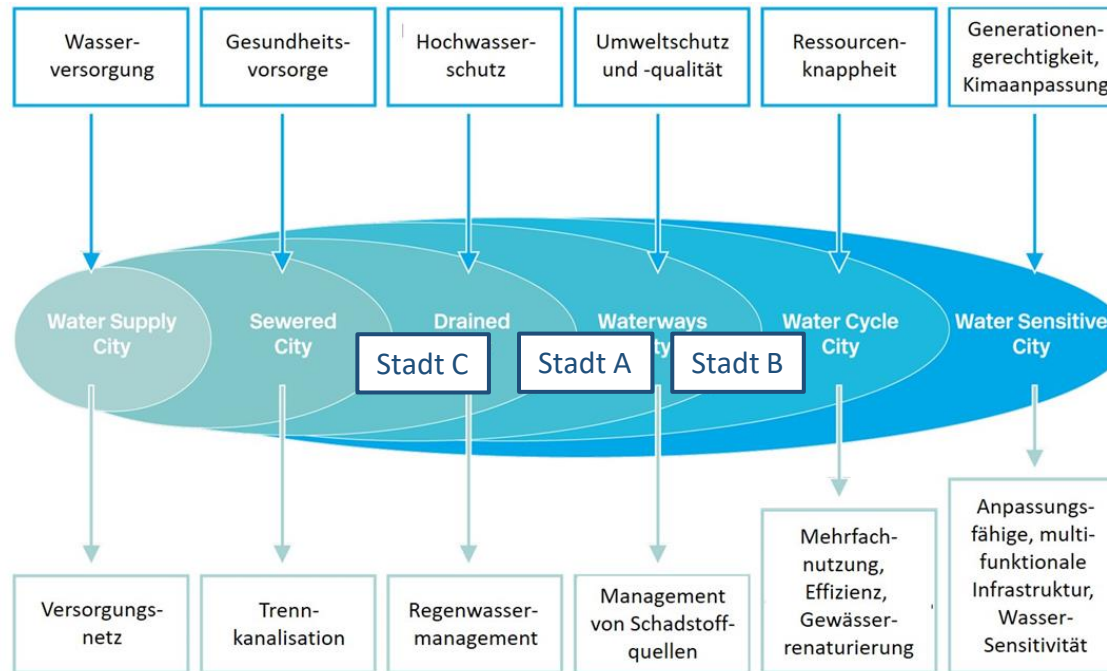 Wasser-
versorgung
Gesundheits-
vorsorge
Hochwasser-
schutz
Umweltschutz
und -qualität
Ressourcen-
knappheit
Generationen-
gerechtigkeit,
Kimaanpassung
Water Supply
City
Sewered
City
Drained
Waterways
Water Cycle
City
Water Sensitive
City
Stadt C
Stadt A
Stadt B
Versorgungs-
netz
Trenn-
kanalisation
Regenwasser-
management
Management
von Schadstoff-
quellen
Mehrfach-
nutzung,
Effizienz,
Gewässer-
renaturierung
Anpassungs-
fähige, multi-
funktionale
Infrastruktur,
Wasser-
Sensitivität